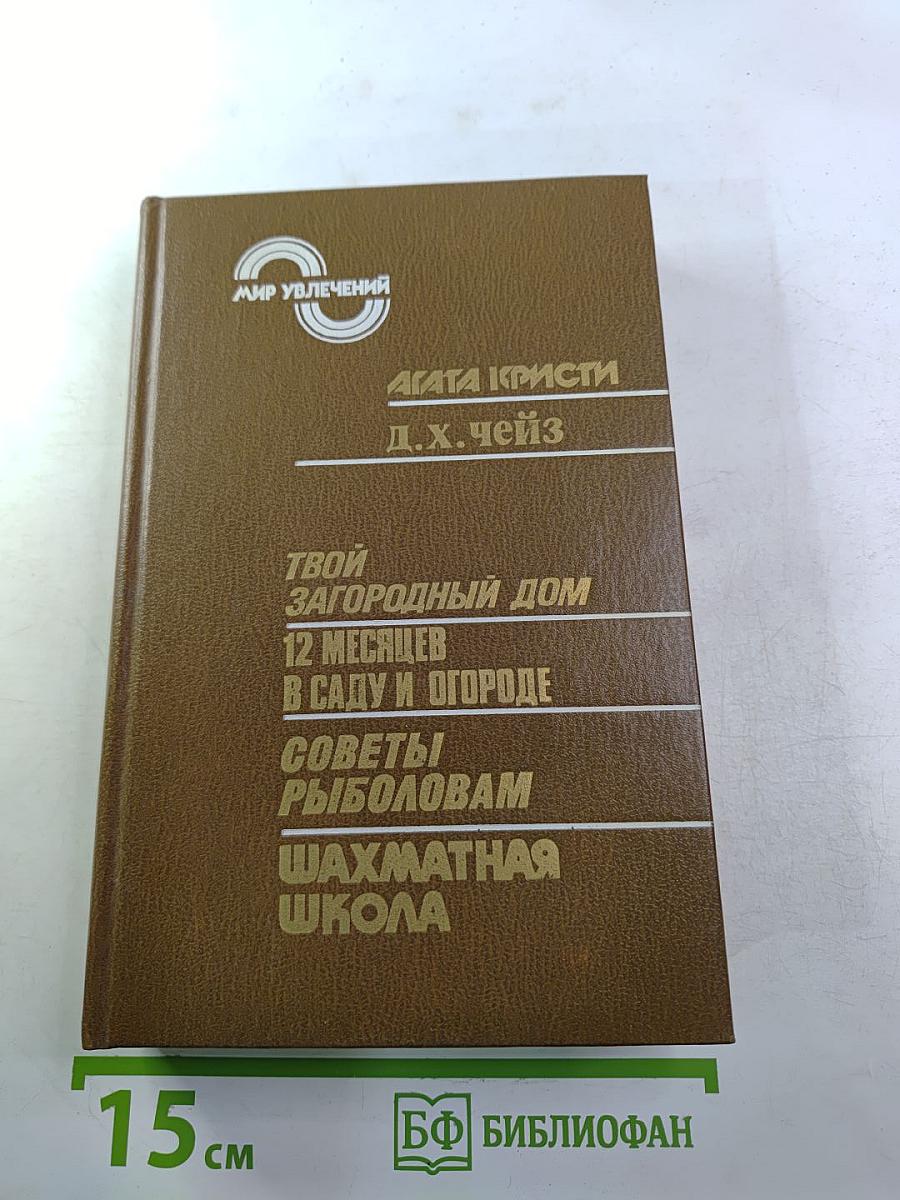 МИР УВЛЕЧЕНИЙ
АГАТА КРИСТИ
Д.Х.ЧЕЙЗ
ТВОЙ
ЗАГОРОДНЫЙ ДОМ
12 МЕСЯЦЕВ
В САДУ И ОГОРОДЕ
СОВЕТЫ
РЫБОЛОВАМ
ШАХМАТНАЯ
ШКОЛА
15 см
БФ БИБЛИОФАН